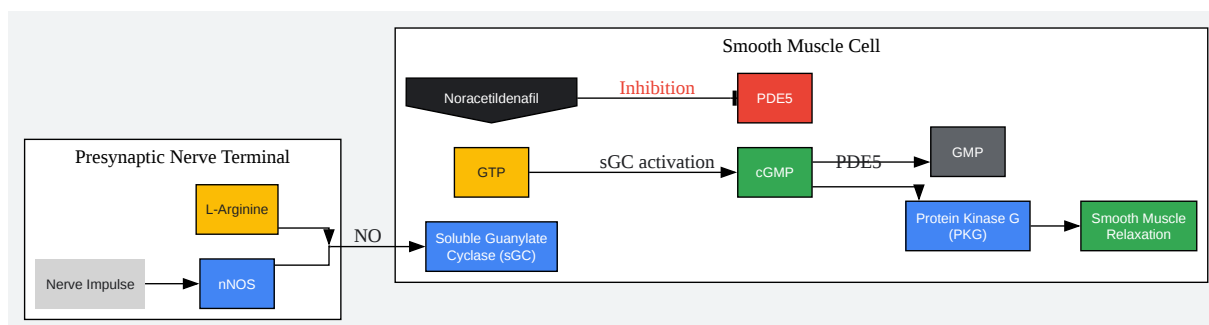 Smooth Muscle Cell
Noracetildenafil
Inhibition
PDE5
GTP
sGC activation
cGMP
PDE5
GMP
Protein Kinase G
(PKG)
Smooth Muscle
Relaxation
Presynaptic Nerve Terminal
L-Arginine
Nerve Impulse
nNOS
NO
Soluble Guanylate
Cyclase (sGC)